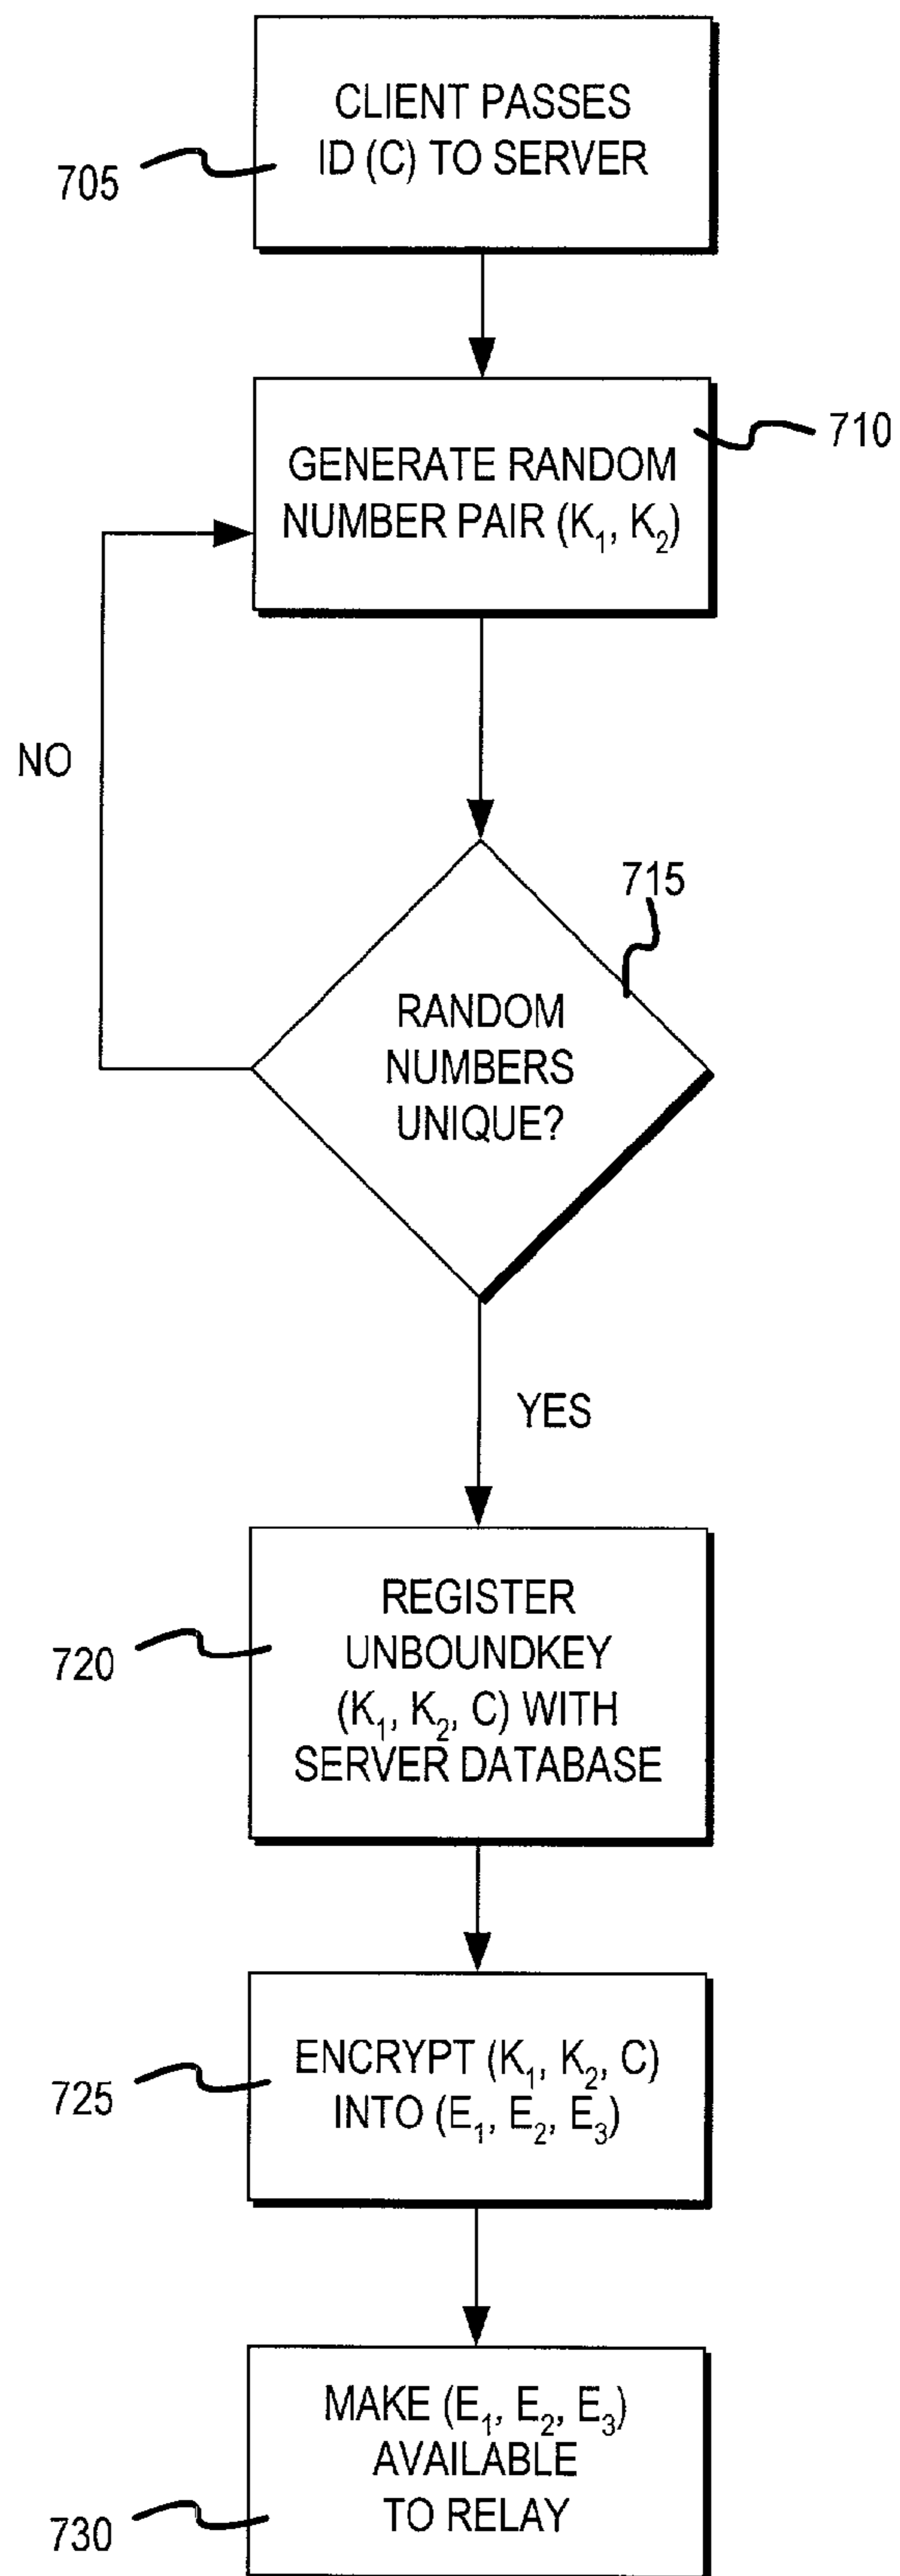 CLIENT PASSES
ID (C) TO SERVER
705
GENERATE RANDOM
NUMBER PAIR (K₁, K₂)
710
NO
715
RANDOM
NUMBERS
UNIQUE?
YES
REGISTER
UNBOUNDKEY
(K₁, K₂, C) WITH
SERVER DATABASE
720
ENCRYPT (K₁, K₂, C)
INTO (E₁, E₂, E₃)
725
MAKE (E₁, E₂, E₃)
AVAILABLE
TO RELAY
730